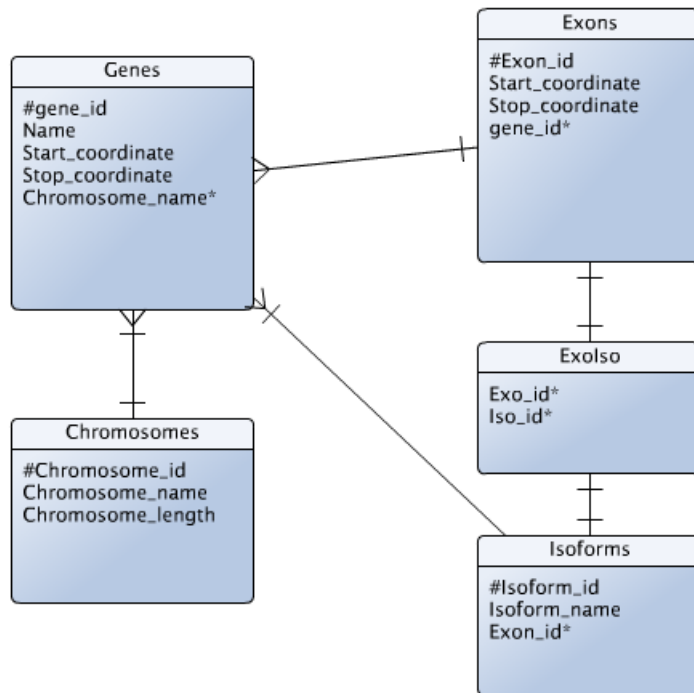 Genes
#gene_id
Name
Start_coordinate
Stop_coordinate
Chromosome_name*
Exons
#Exon_id
Start_coordinate
Stop_coordinate
gene_id*
ExoIso
Exo_id*
Iso_id*
Chromosomes
#Chromosome_id
Chromosome_name
Chromosome_length
Isoforms
#Isoform_id
Isoform_name
Exon_id*